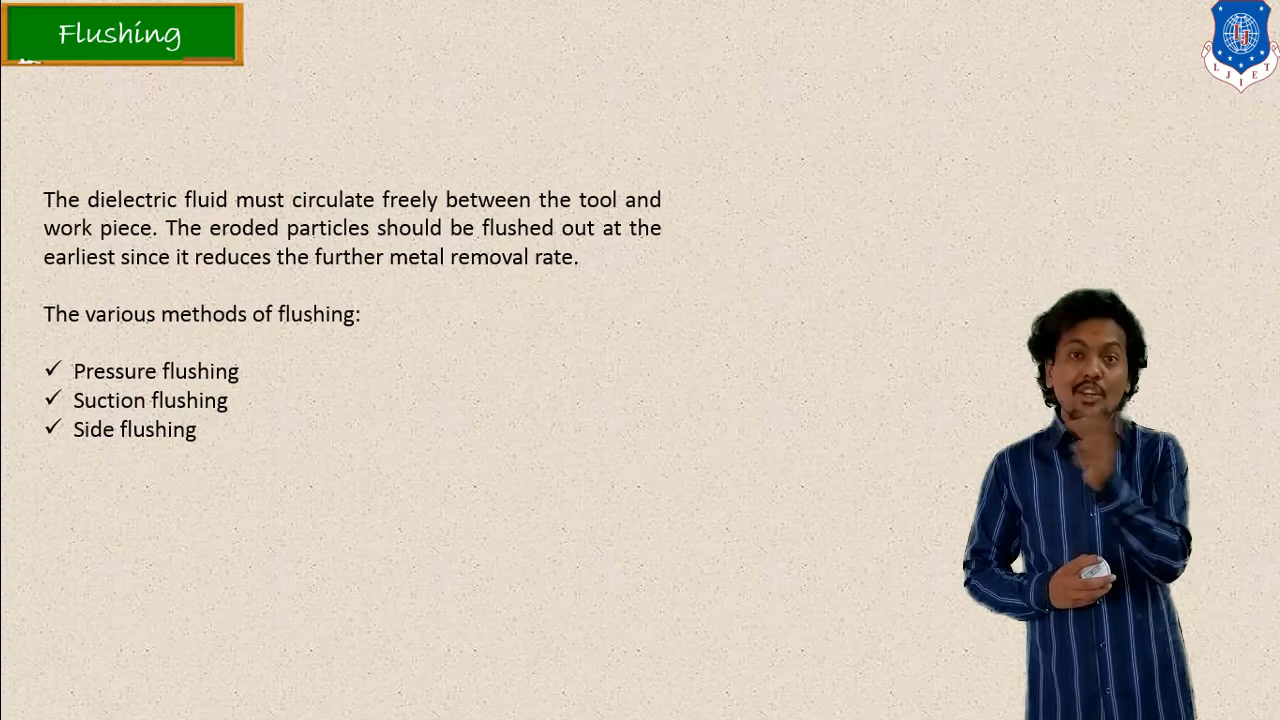 Flushing
The dielectric fluid must circulate freely between the tool and
work piece. The eroded particles should be flushed out at the
earliest since it reduces the further metal removal rate.
The various methods of flushing:
✓ Pressure flushing
✓ Suction flushing
✓ Side flushing
LJ
LJIET